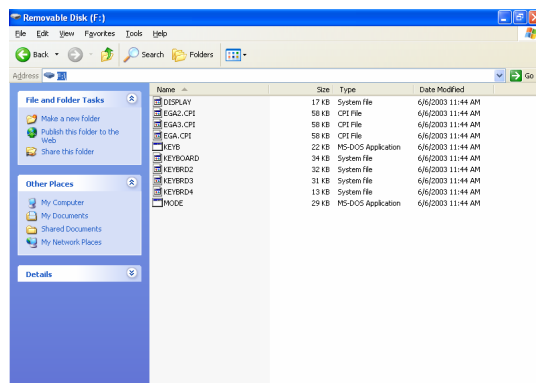 Removable Disk (F:)
File Edit View Favorites Tools Help
Back Search Folders
Address F:\ Go
Name Size Type Date Modified
File and Folder Tasks
Make a new folder
Publish this folder to the
Web
Share this folder
Other Places
My Computer
My Documents
Shared Documents
My Network Places
Details
DISPLAY 17 KB System file 6/6/2003 11:44 AM
EGA2.CPI 58 KB CPI File 6/6/2003 11:44 AM
EGA3.CPI 58 KB CPI File 6/6/2003 11:44 AM
EGA.CPI 58 KB CPI File 6/6/2003 11:44 AM
KEYB 22 KB MS-DOS Application 6/6/2003 11:44 AM
KEYBOARD 34 KB System file 6/6/2003 11:44 AM
KEYBRD2 32 KB System file 6/6/2003 11:44 AM
KEYBRD3 31 KB System file 6/6/2003 11:44 AM
KEYBRD4 13 KB System file 6/6/2003 11:44 AM
MODE 29 KB MS-DOS Application 6/6/2003 11:44 AM